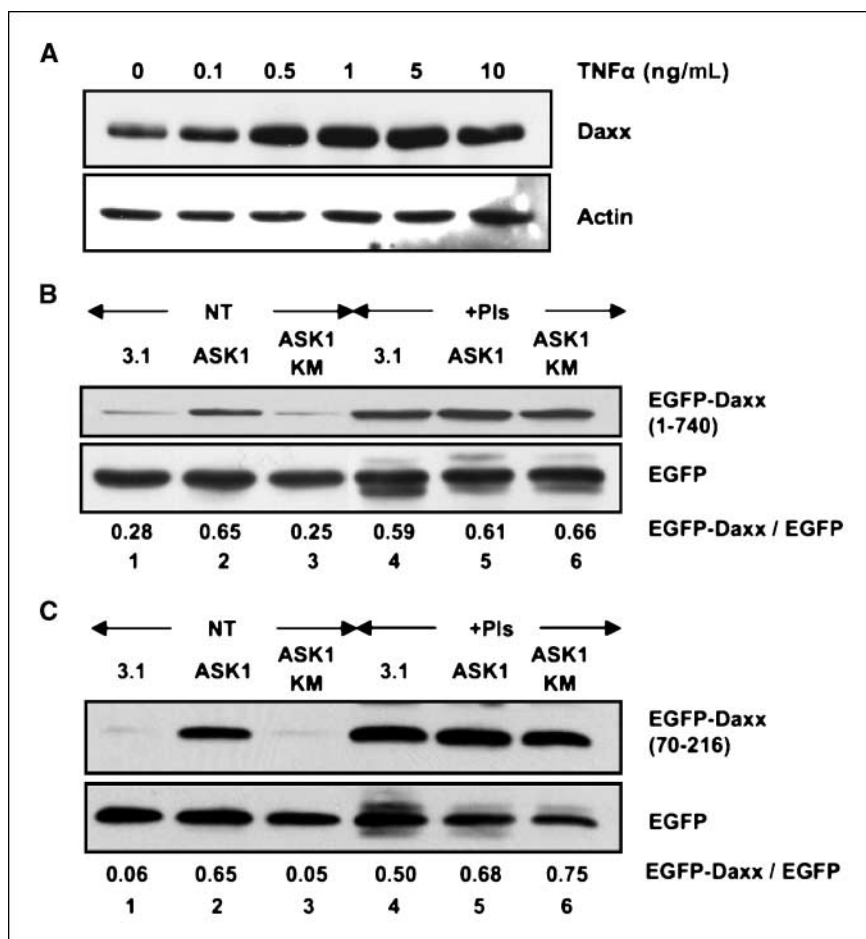 A
0 0.1 0.5 1 5 10 TNFα (ng/mL)
Daxx
Actin
B
NT +PIs
3.1 ASK1 ASK1 KM 3.1 ASK1 ASK1 KM
EGFP-Daxx
(1-740)
EGFP
0.28 0.65 0.25 0.59 0.61 0.66 EGFP-Daxx / EGFP
1 2 3 4 5 6
C
NT +PIs
3.1 ASK1 ASK1 KM 3.1 ASK1 ASK1 KM
EGFP-Daxx
(70-216)
EGFP
0.06 0.65 0.05 0.50 0.68 0.75 EGFP-Daxx / EGFP
1 2 3 4 5 6